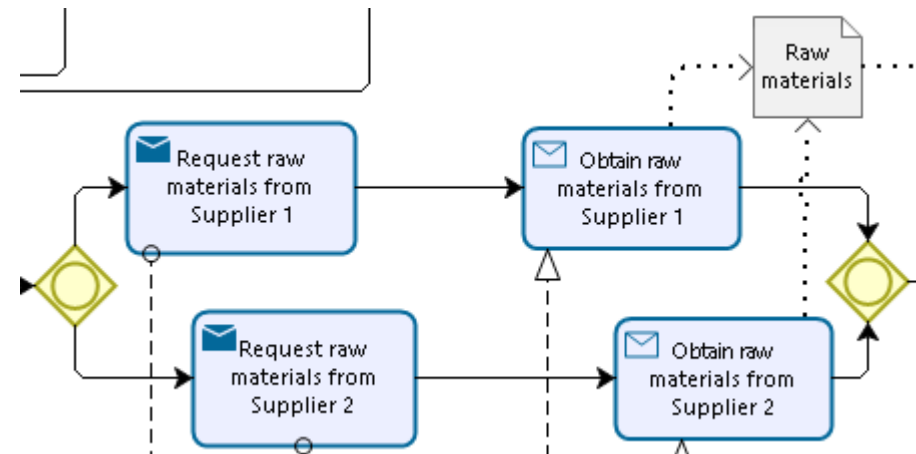 Raw
materials
Request raw
materials from
Supplier 1
Obtain raw
materials from
Supplier 1
Request raw
materials from
Supplier 2
Obtain raw
materials from
Supplier 2